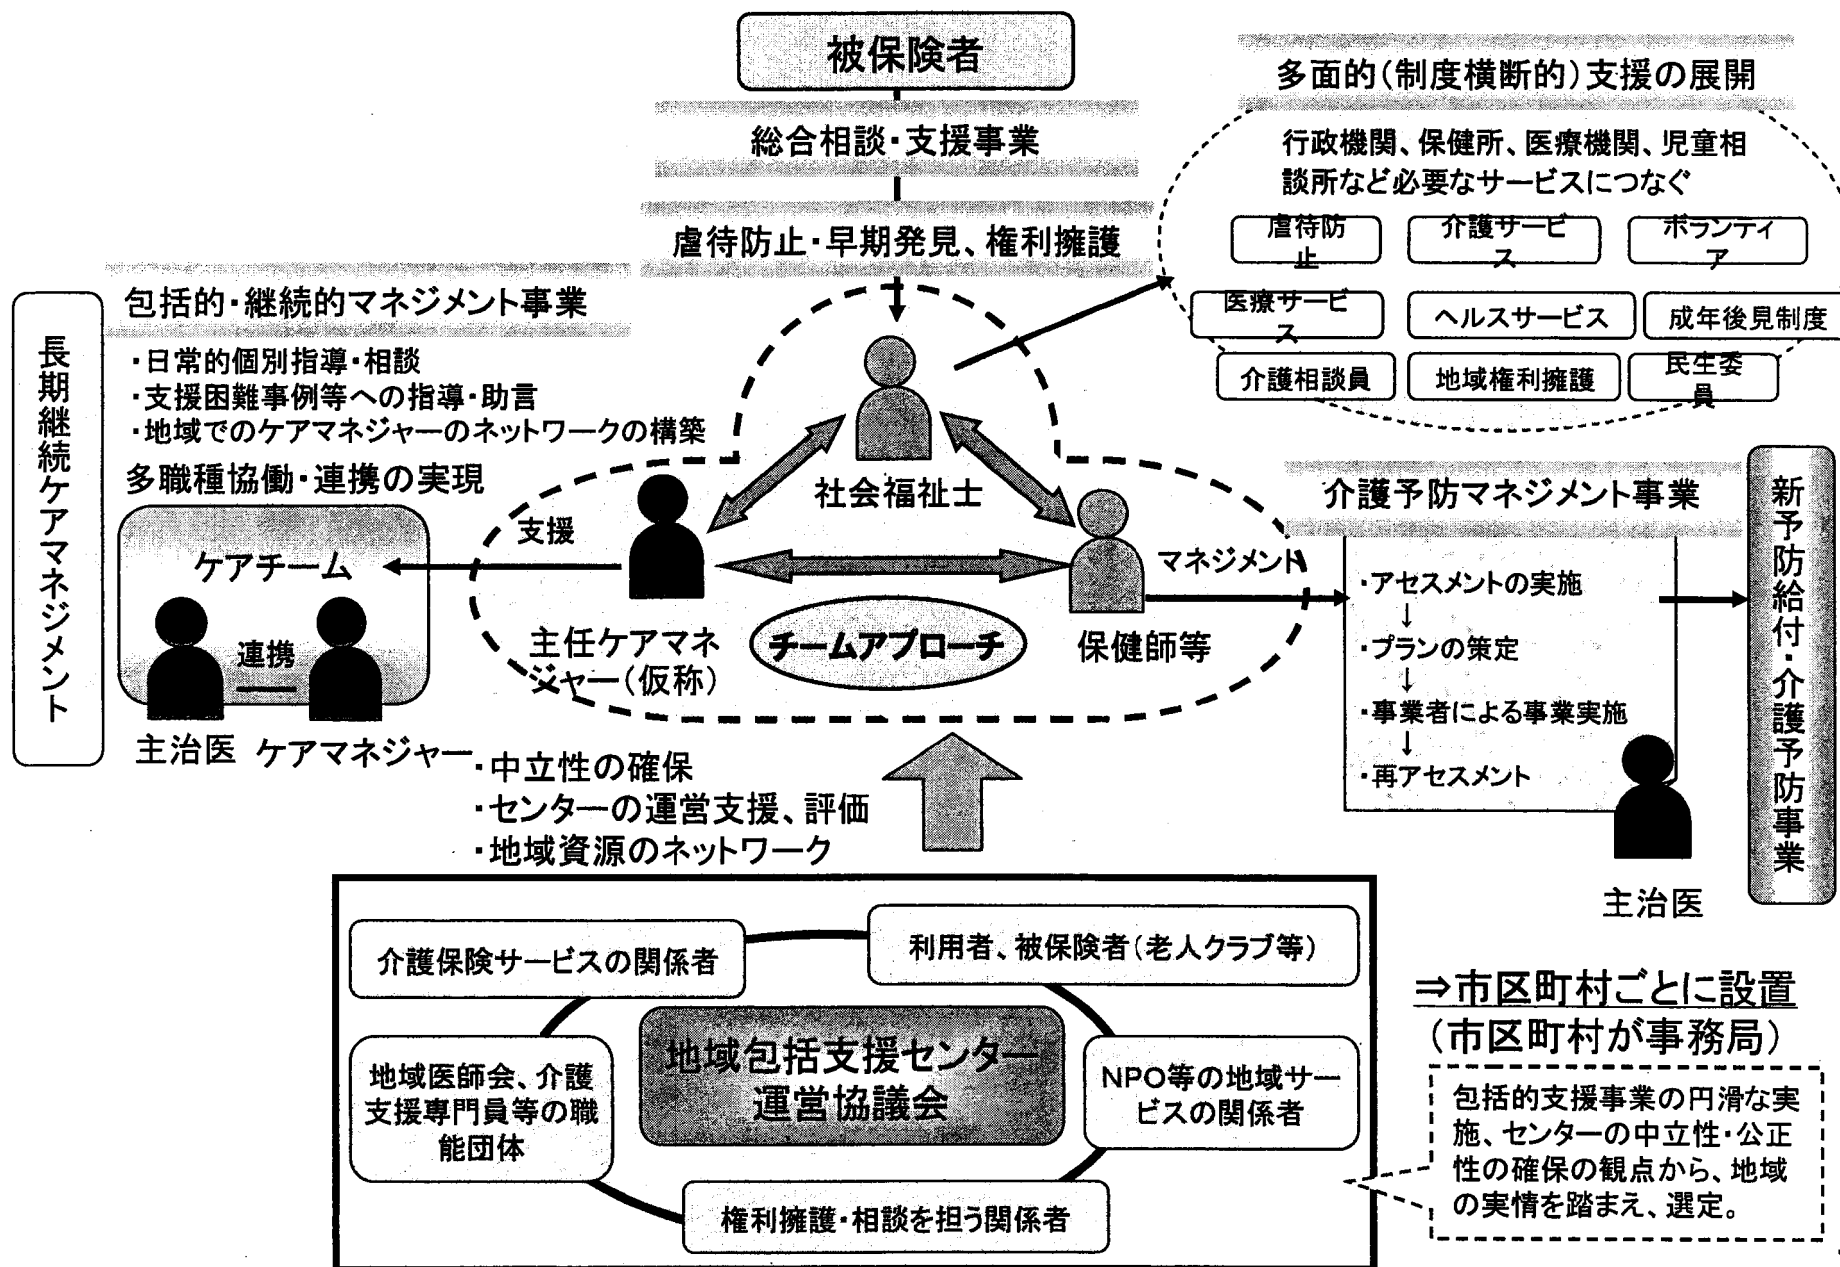 被保険者
総合相談・支援事業
虐待防止・早期発見、権利擁護
多面的(制度横断的)支援の展開
行政機関、保健所、医療機関、児童相
談所など必要なサービスにつなぐ
虐待防
止
介護サービ
ス
ボランティ
ア
医療サービ
ス
ヘルスサービス
成年後見制度
介護相談員
地域権利擁護
民生委
員
長期継続ケアマネジメント
包括的・継続的マネジメント事業
・日常的個別指導・相談
・支援困難事例等への指導・助言
・地域でのケアマネジャーのネットワークの構築
多職種協働・連携の実現
ケアチーム
連携
主治医
ケアマネジャー
支援
社会福祉士
主任ケアマネ
ジャー(仮称)
チームアプローチ
保健師等
マネジメント
介護予防マネジメント事業
・アセスメントの実施
↓
・プランの策定
↓
・事業者による事業実施
↓
・再アセスメント
主治医
新予防給付・介護予防事業
・中立性の確保
・センターの運営支援、評価
・地域資源のネットワーク
介護保険サービスの関係者
利用者、被保険者(老人クラブ等)
地域医師会、介護
支援専門員等の職
能団体
地域包括支援センター
運営協議会
NPO等の地域サー
ビスの関係者
権利擁護・相談を担う関係者
⇒市区町村ごとに設置
(市区町村が事務局)
包括的支援事業の円滑な実
施、センターの中立性・公正
性の確保の観点から、地域
の実情を踏まえ、選定。